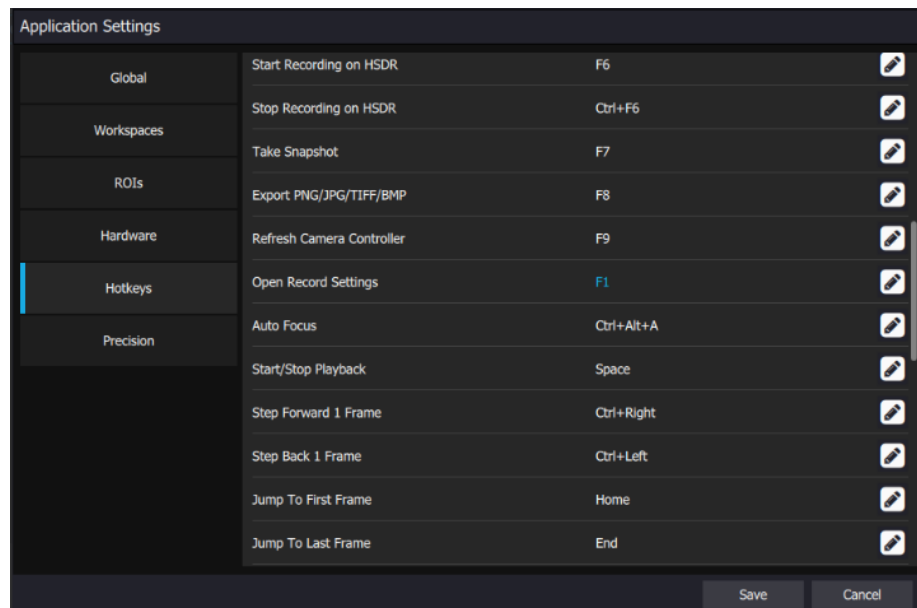 Application Settings
Global
Workspaces
ROIs
Hardware
Hotkeys
Precision
Start Recording on HSDR F6
Stop Recording on HSDR Ctrl+F6
Take Snapshot F7
Export PNG/JPG/TIFF/BMP F8
Refresh Camera Controller F9
Open Record Settings F1
Auto Focus Ctrl+Alt+A
Start/Stop Playback Space
Step Forward 1 Frame Ctrl+Right
Step Back 1 Frame Ctrl+Left
Jump To First Frame Home
Jump To Last Frame End
Save Cancel